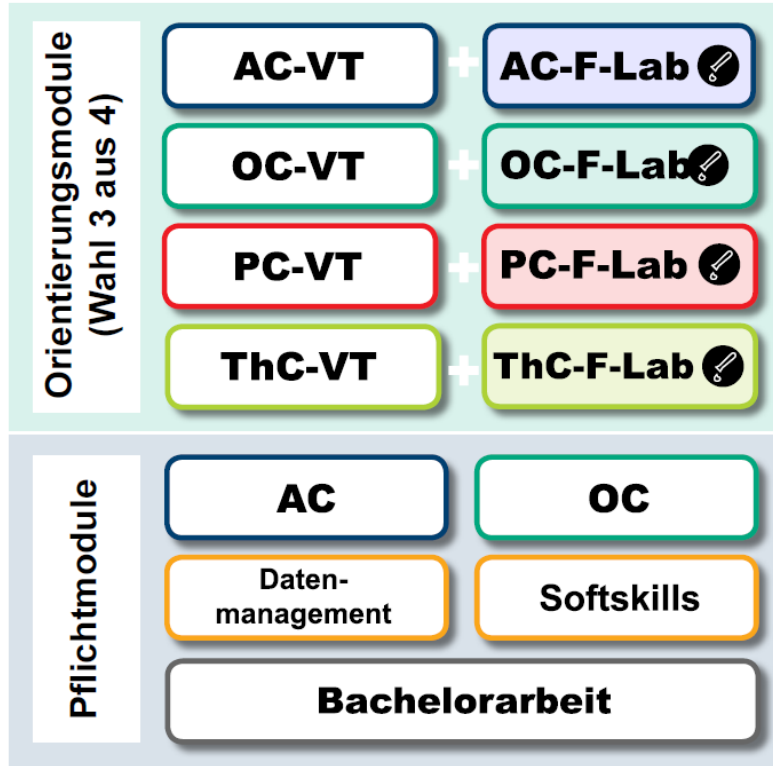 Orientierungsmodule
(Wahl 3 aus 4)
AC-VT + AC-F-Lab
OC-VT + OC-F-Lab
PC-VT + PC-F-Lab
ThC-VT + ThC-F-Lab
Pflichtmodule
AC
OC
Daten-
management
Softskills
Bachelorarbeit